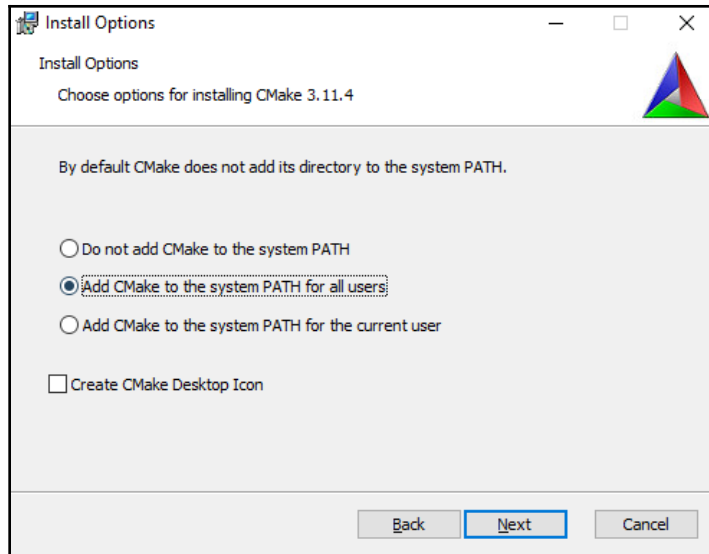 Install Options
Install Options
Choose options for installing CMake 3.11.4
By default CMake does not add its directory to the system PATH.
Do not add CMake to the system PATH
Add CMake to the system PATH for all users
Add CMake to the system PATH for the current user
Create CMake Desktop Icon
Back Next Cancel